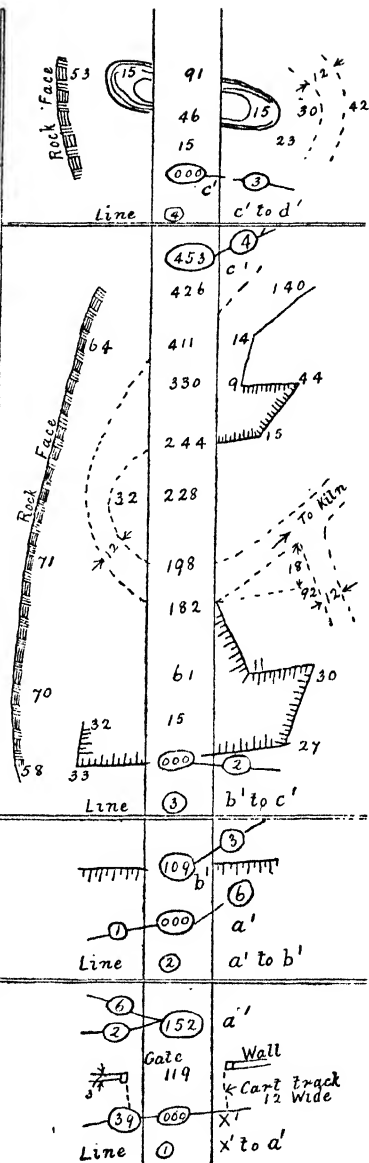 Rock Face 53 15 91 15 12 30 42
46
15 23
000 c' 3
Line 4 c' to d'
453 4
c'
426 140
64 411 14
330 9 44
244 15
Rock Face 32 228 To Kiln
71 12 198 18
182 92 12
61 11 30
70
32 15
58 33 000 2 27
Line 3 b' to c'
3
109
b'
6
1 000 a'
Line 2 a' to b'
6
2 152 a'
Gate Wall
3 119 Cart track
12 Wide
39 000 x'
Line 1 x' to a'